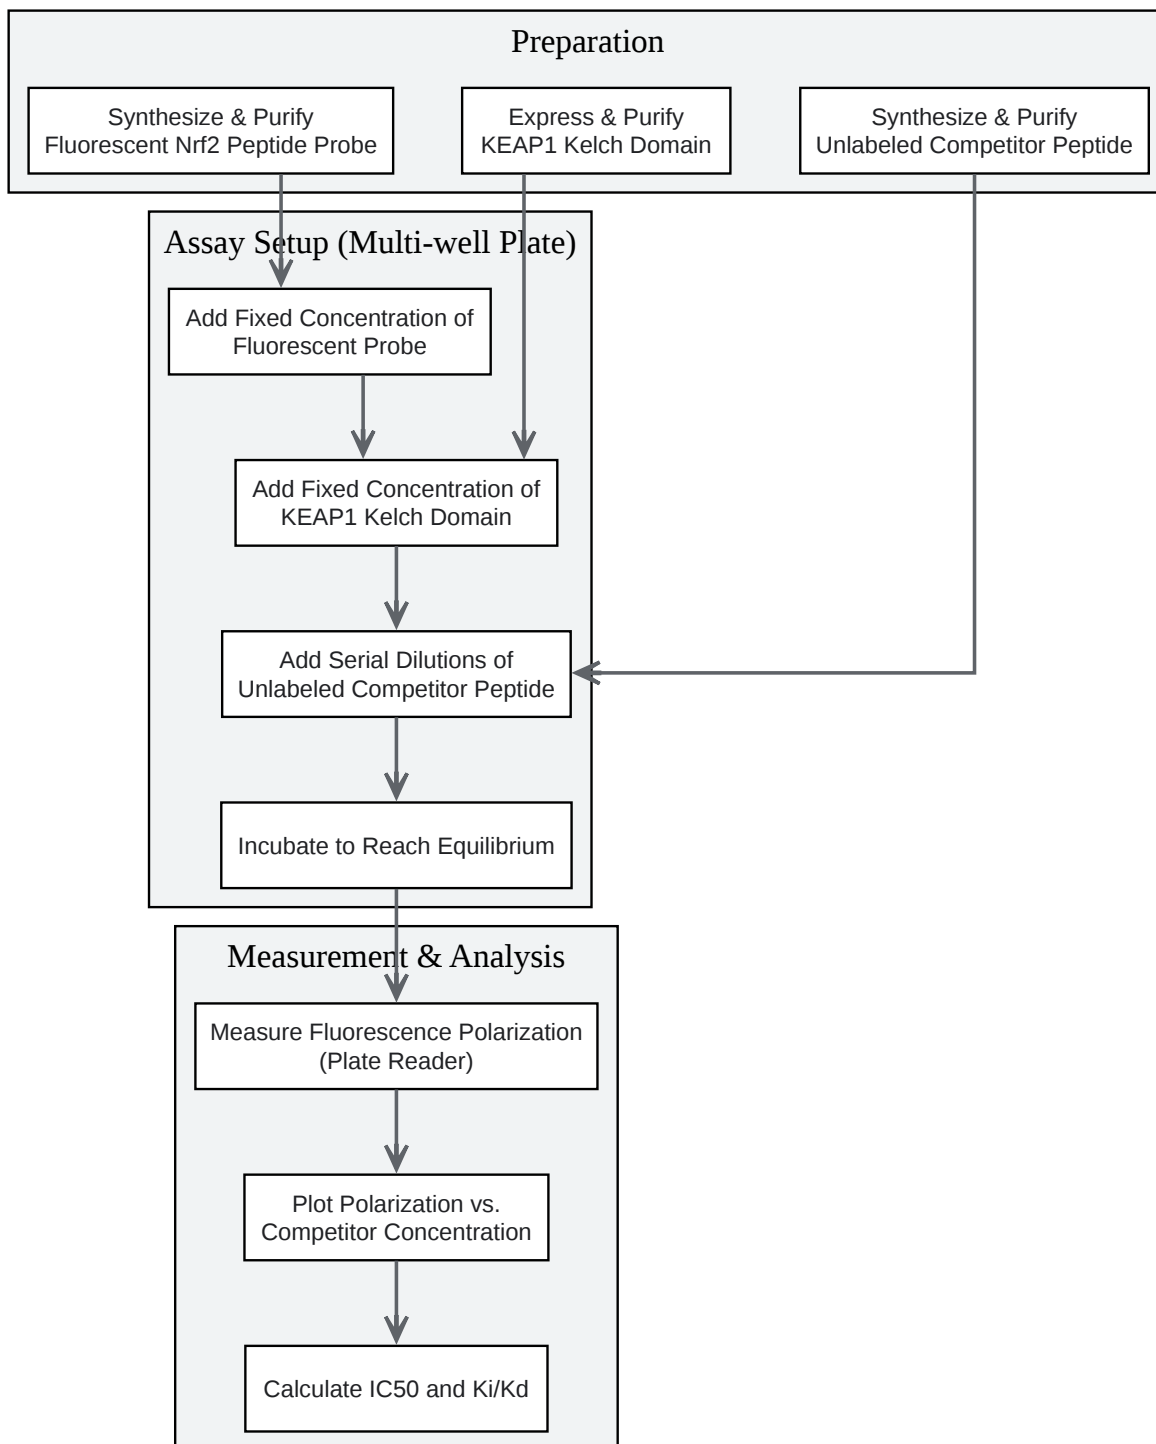 Preparation
Synthesize & Purify
Fluorescent Nrf2 Peptide Probe
Express & Purify
KEAP1 Kelch Domain
Synthesize & Purify
Unlabeled Competitor Peptide
Assay Setup (Multi-well Plate)
Add Fixed Concentration of
Fluorescent Probe
Add Fixed Concentration of
KEAP1 Kelch Domain
Add Serial Dilutions of
Unlabeled Competitor Peptide
Incubate to Reach Equilibrium
Measurement & Analysis
Measure Fluorescence Polarization
(Plate Reader)
Plot Polarization vs.
Competitor Concentration
Calculate IC50 and Ki/Kd